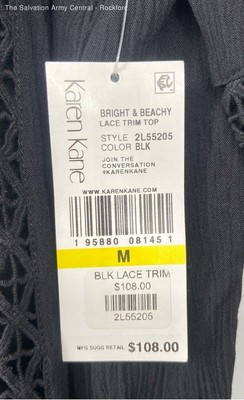 The Salvation Army Central - Rockford
Karen Kane
BRIGHT & BEACHY
LACE TRIM TOP
STYLE 2L55205
COLOR BLK
JOIN THE
CONVERSATION
#KARENKANE
WWW.KARENKANE.COM
1 95880 08145 1
M
BLK LACE TRIM
$108.00
2L55205
MFG SUGG RETAIL $108.00